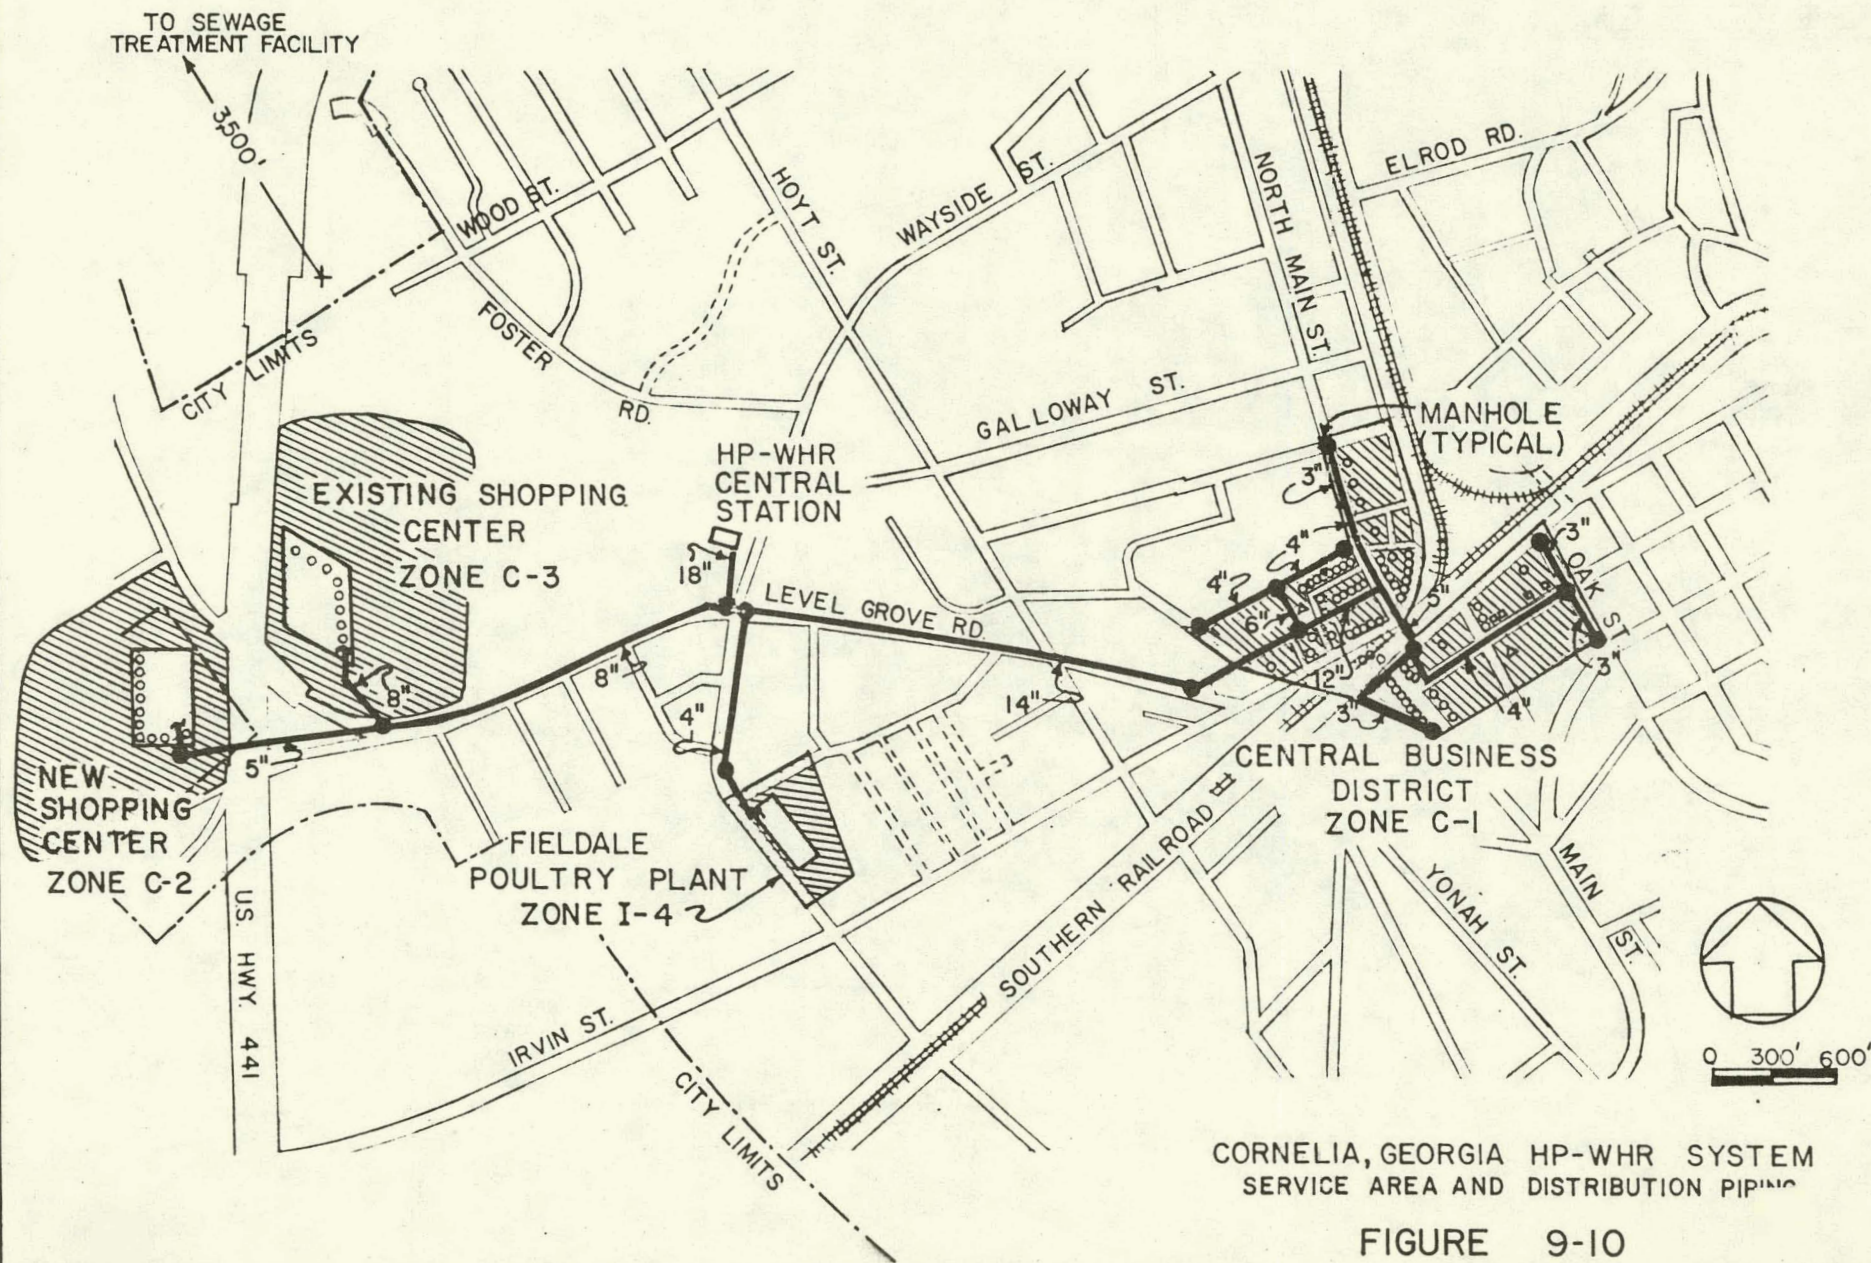 TO SEWAGE
TREATMENT FACILITY
3,500'
WOOD ST.
HOYT ST.
WAYSIDE ST.
NORTH MAIN ST.
ELROD RD.
CITY LIMITS
FOSTER RD.
GALLOWAY ST.
MANHOLE
(TYPICAL)
HP-WHR
CENTRAL
STATION
EXISTING SHOPPING
CENTER
ZONE C-3
18"
LEVEL GROVE RD.
3"
4"
4"
6"
5"
3"
OAK ST.
3"
12"
3"
4"
8"
8"
14"
4"
5"
NEW
SHOPPING
CENTER
ZONE C-2
CENTRAL BUSINESS
DISTRICT
ZONE C-1
FIELDALE
POULTRY PLANT
ZONE I-4
SOUTHERN RAILROAD
MAIN ST.
YONAH ST.
U.S. HWY. 441
IRVIN ST.
CITY LIMITS
0 300' 600'
CORNELIA, GEORGIA HP-WHR SYSTEM
SERVICE AREA AND DISTRIBUTION
FIGURE 9-10